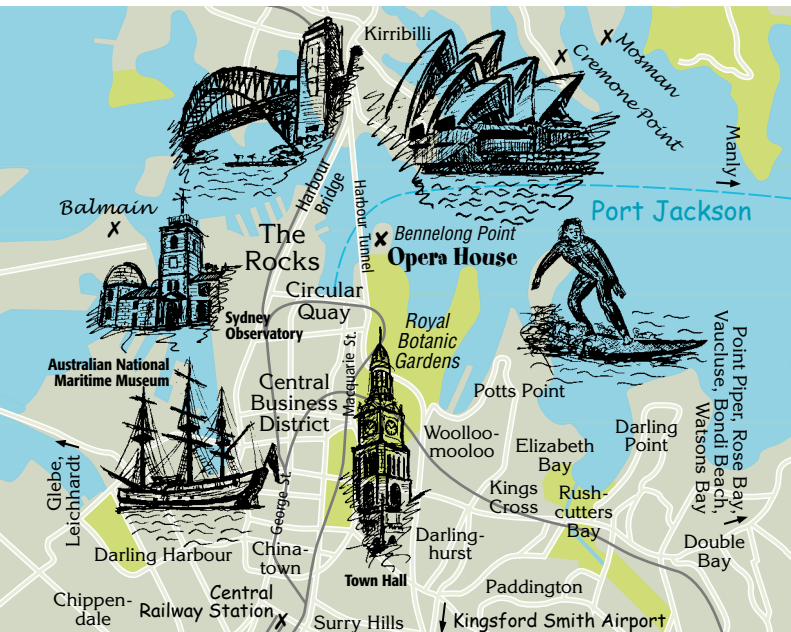 Kirribilli
Mosman
Cremone Point
Manly
Harbour
Bridge
Harbour Tunnel
Port Jackson
Balmain
Bennelong Point
Opera House
The
Rocks
Circular
Quay
Sydney
Observatory
Royal
Botanic
Gardens
Macquarie St.
Australian National
Maritime Museum
Central
Business
District
Potts Point
Point Piper, Rose Bay,
Vaucluse, Bondi Beach,
Watsons Bay
Woolloo-
mooloo
Elizabeth
Bay
Darling
Point
Glebe,
Leichhardt
George St.
Kings
Cross
Rush-
cutters
Bay
Double
Bay
Darling Harbour
China-
town
Darling-
hurst
Town Hall
Paddington
Chippen-
dale
Central
Railway Station
Surry Hills
Kingsford Smith Airport